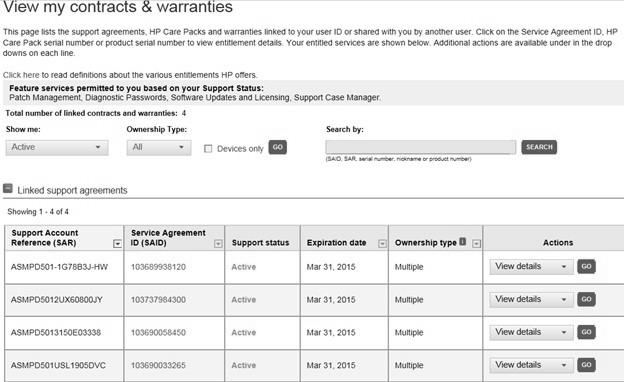 View my contracts & warranties
This page lists the support agreements, HP Care Packs and warranties linked to your user ID or shared with you by another user. Click on the Service Agreement ID, HP
Care Pack serial number or product serial number to view entitlement details. Your entitled services are shown below. Additional actions are available under in the drop
downs on each line.
Click here to read definitions about the various entitlements HP offers.
Feature services permitted to you based on your Support Status:
Patch Management, Diagnostic Passwords, Software Updates and Licensing, Support Case Manager.
Total number of linked contracts and warranties: 4
Show me: Ownership Type: Search by:
Active All Devices only GO SEARCH
(SAID, SAR, serial number, nickname or product number)
Linked support agreements
Showing 1 - 4 of 4
Support Account Service Agreement
Reference (SAR) ID (SAID) Support status Expiration date Ownership type Actions
ASMPD501-1G78B3J-HW 103689938120 Active Mar 31, 2015 Multiple View details GO
ASMPD5012UX60800JY 103737984300 Active Mar 31, 2015 Multiple View details GO
ASMPD5013150E03338 103690058450 Active Mar 31, 2015 Multiple View details GO
ASMPD501USL1905DVC 103690033265 Active Mar 31, 2015 Multiple View details GO